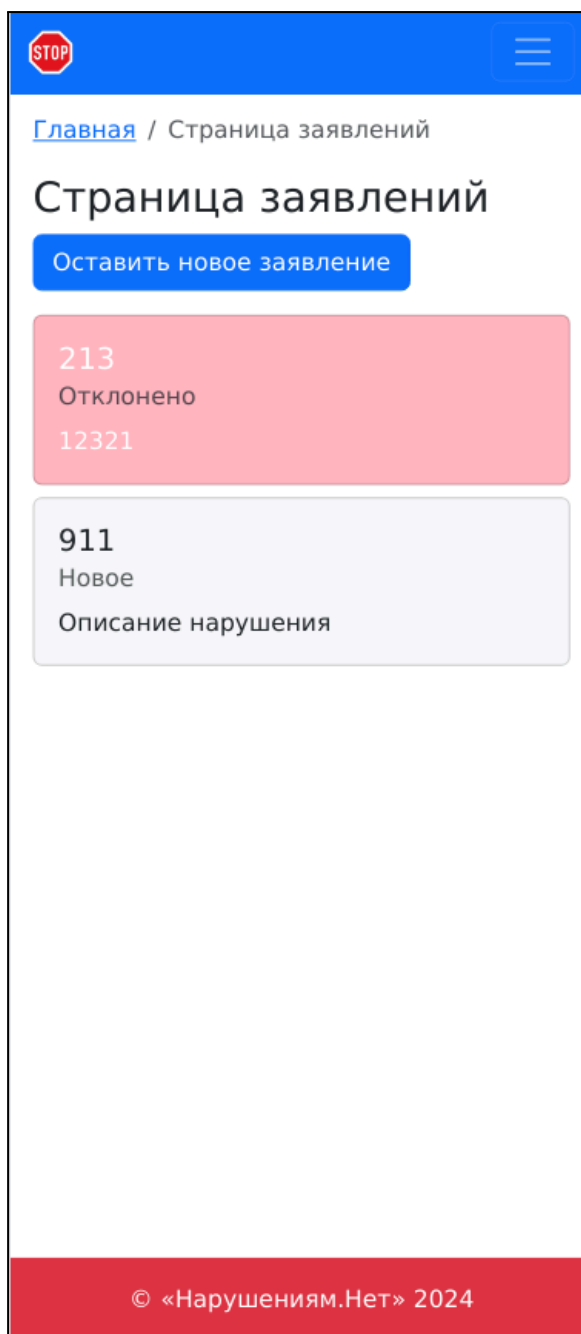 STOP
Главная / Страница заявлений
Страница заявлений
Оставить новое заявление
213
Отклонено
12321
911
Новое
Описание нарушения
© «Нарушениям.Нет» 2024